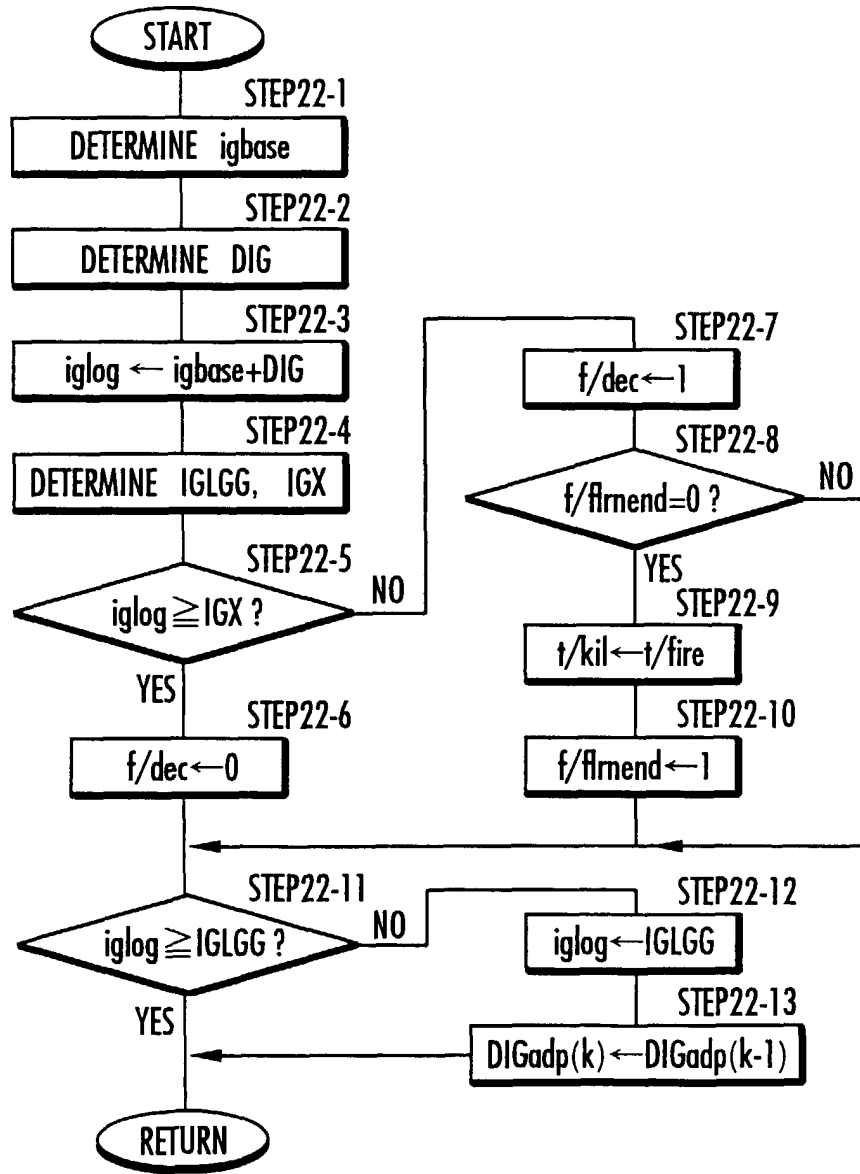 START
STEP22-1
DETERMINE igbase
STEP22-2
DETERMINE DIG
STEP22-3
iglog ← igbase+DIG
STEP22-4
DETERMINE IGLGG, IGX
STEP22-5
iglog ≧ IGX ?
NO
YES
STEP22-6
f/dec←0
STEP22-7
f/dec←1
STEP22-8
f/flrnend=0 ?
NO
YES
STEP22-9
t/kil←t/fire
STEP22-10
f/flrnend←1
STEP22-11
iglog≧IGLGG ?
NO
YES
STEP22-12
iglog←IGLGG
STEP22-13
DIGadp(k)←DIGadp(k-1)
RETURN